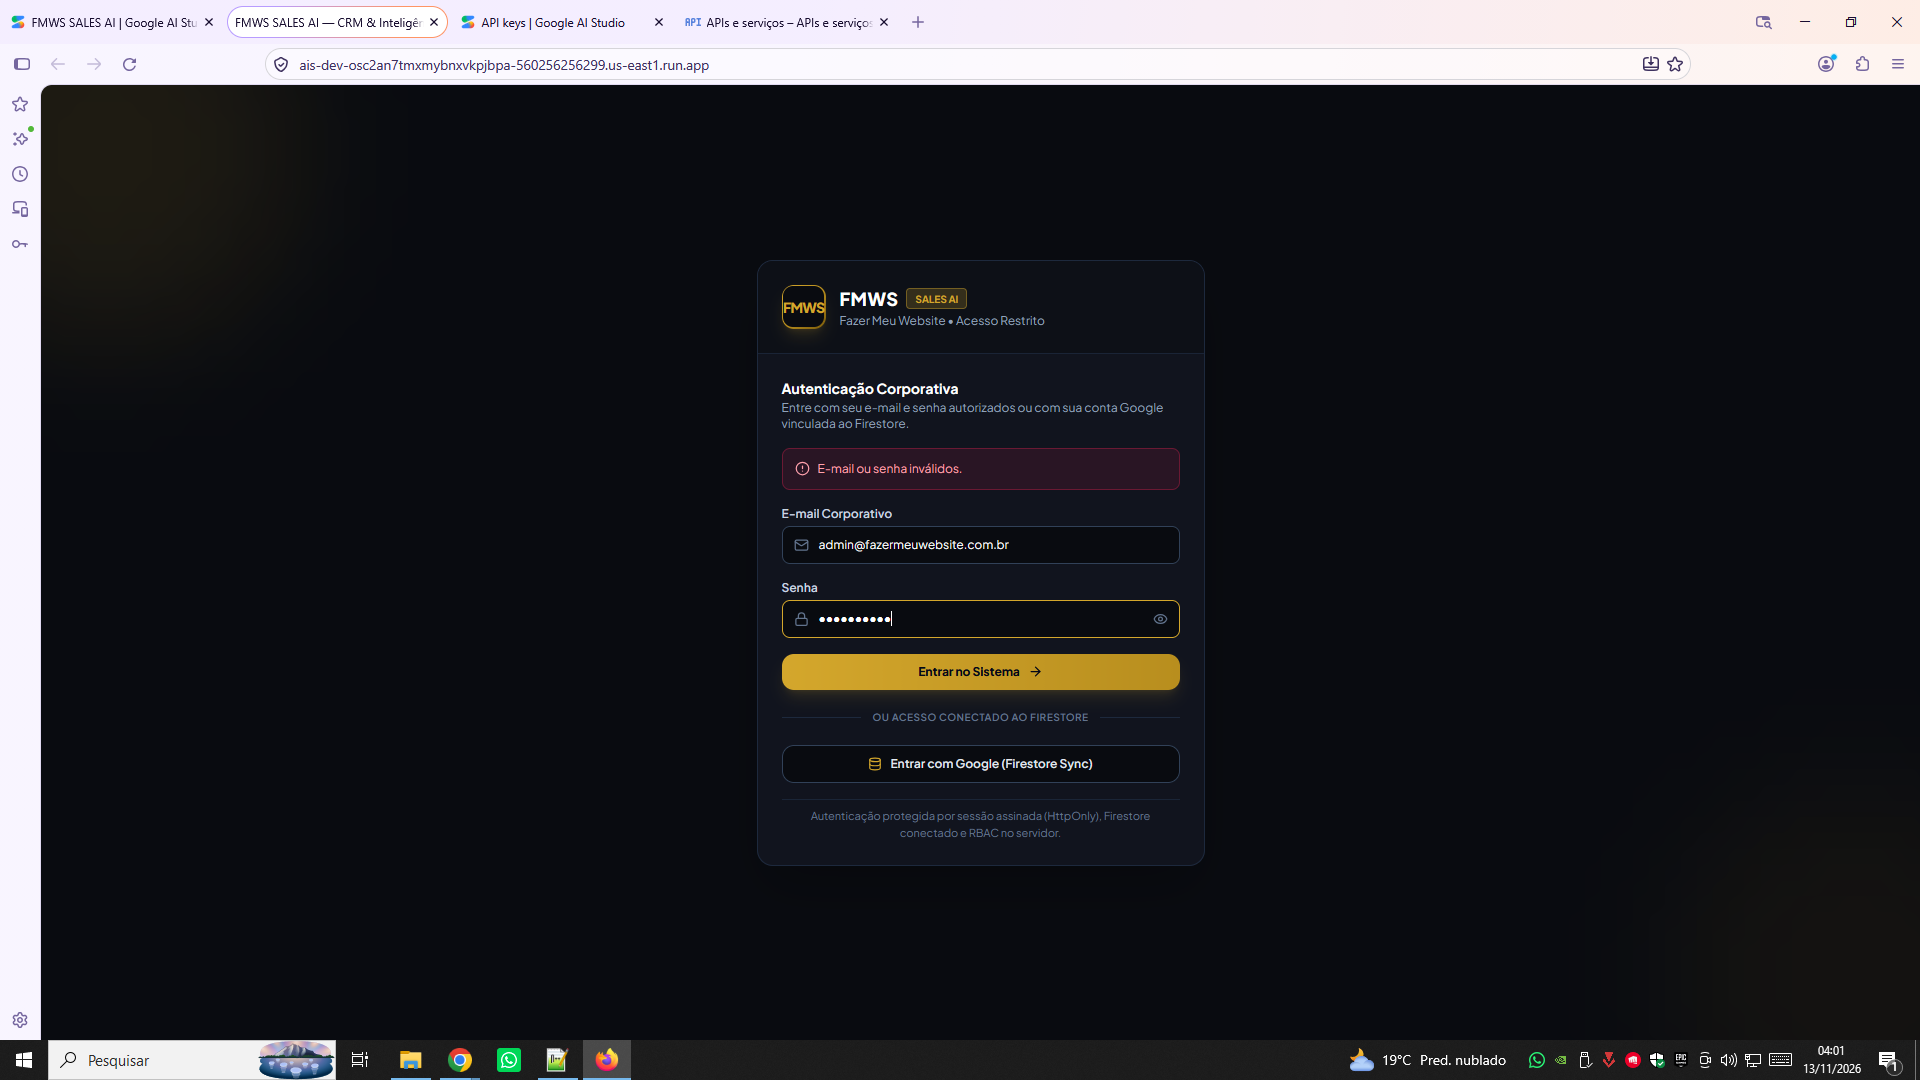 FMWS SALES AI | Google AI Stu
FMWS SALES AI — CRM & Inteligên
API keys | Google AI Studio
API APIs e serviços – APIs e serviços
ais-dev-osc2an7tmxmybnxvkpjbpa-560256256299.us-east1.run.app
FMWS
FMWS SALES AI
Fazer Meu Website • Acesso Restrito
Autenticação Corporativa
Entre com seu e-mail e senha autorizados ou com sua conta Google
vinculada ao Firestore.
E-mail ou senha inválidos.
E-mail Corporativo
admin@fazermeuwebsite.com.br
Senha
Entrar no Sistema
OU ACESSO CONECTADO AO FIRESTORE
Entrar com Google (Firestore Sync)
Autenticação protegida por sessão assinada (HttpOnly), Firestore
conectado e RBAC no servidor.
Pesquisar
19°C Pred. nublado
EPIC
04:01
13/11/2026
1